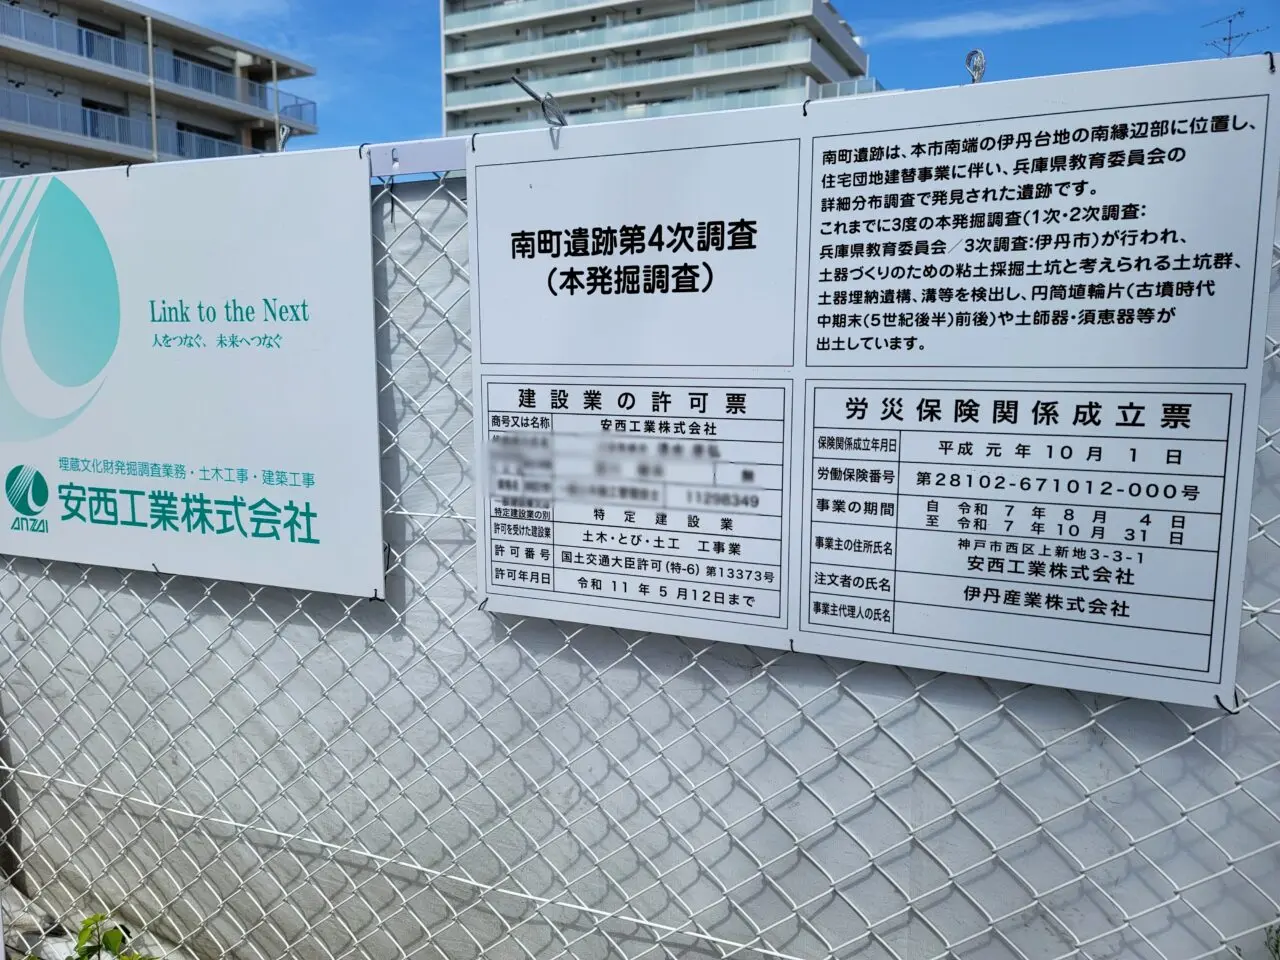 Link to the Next
人をつなぐ、未来へつなぐ
埋蔵文化財発掘調査業務・土木工事・建築工事
ANZAI
安西工業株式会社
南町遺跡第4次調査
（本発掘調査）
南町遺跡は、本市南端の伊丹台地の南縁辺部に位置し、
住宅団地建替事業に伴い、兵庫県教育委員会の
詳細分布調査で発見された遺跡です。
これまでに3度の本発掘調査（1次・2次調査：
兵庫県教育委員会／3次調査：伊丹市）が行われ、
土器づくりのための粘土採掘土坑と考えられる土坑群、
土器埋納遺構、溝等を検出し、円筒埴輪片（古墳時代
中期末（5世紀後半）前後）や土師器・須恵器等が
出土しています。
建設業の許可票
商号又は名称 安西工業株式会社
無
11298349
特定建設業の別 特定建設業
許可を受けた建設業 土木・とび・土工 工事業
許可番号 国土交通大臣許可（特-6）第13373号
許可年月日 令和 11 年 5 月12日まで
労災保険関係成立票
保険関係成立年月日 平成 元 年 10 月 1 日
労働保険番号 第28102-671012-000号
事業の期間 自 令和 7 年 8 月 4 日
至 令和 7 年 10 月 31 日
事業主の住所氏名 神戸市西区上新地3-3-1
安西工業株式会社
注文者の氏名 伊丹産業株式会社
事業主代理人の氏名